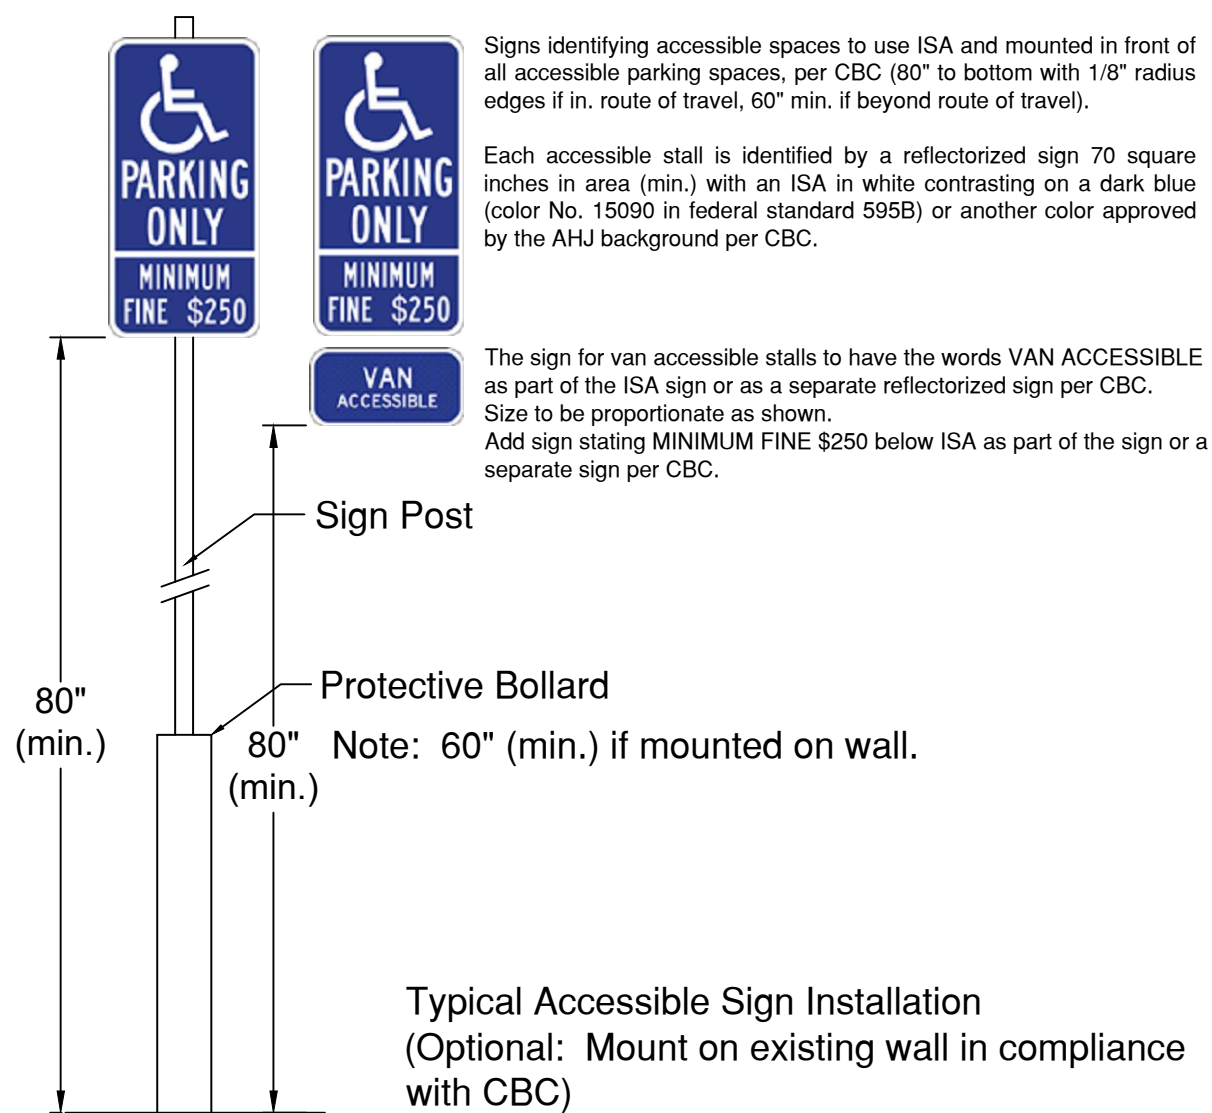 PARKING
ONLY
MINIMUM
FINE $250
PARKING
ONLY
MINIMUM
FINE $250
VAN
ACCESSIBLE
Signs identifying accessible spaces to use ISA and mounted in front of
all accessible parking spaces, per CBC (80" to bottom with 1/8" radius
edges if in. route of travel, 60" min. if beyond route of travel).
Each accessible stall is identified by a reflectorized sign 70 square
inches in area (min.) with an ISA in white contrasting on a dark blue
(color No. 15090 in federal standard 595B) or another color approved
by the AHJ background per CBC.
The sign for van accessible stalls to have the words VAN ACCESSIBLE
as part of the ISA sign or as a separate reflectorized sign per CBC.
Size to be proportionate as shown.
Add sign stating MINIMUM FINE $250 below ISA as part of the sign or a
separate sign per CBC.
Sign Post
Protective Bollard
80"
(min.)
80"
(min.)
Note: 60" (min.) if mounted on wall.
Typical Accessible Sign Installation
(Optional: Mount on existing wall in compliance
with CBC)